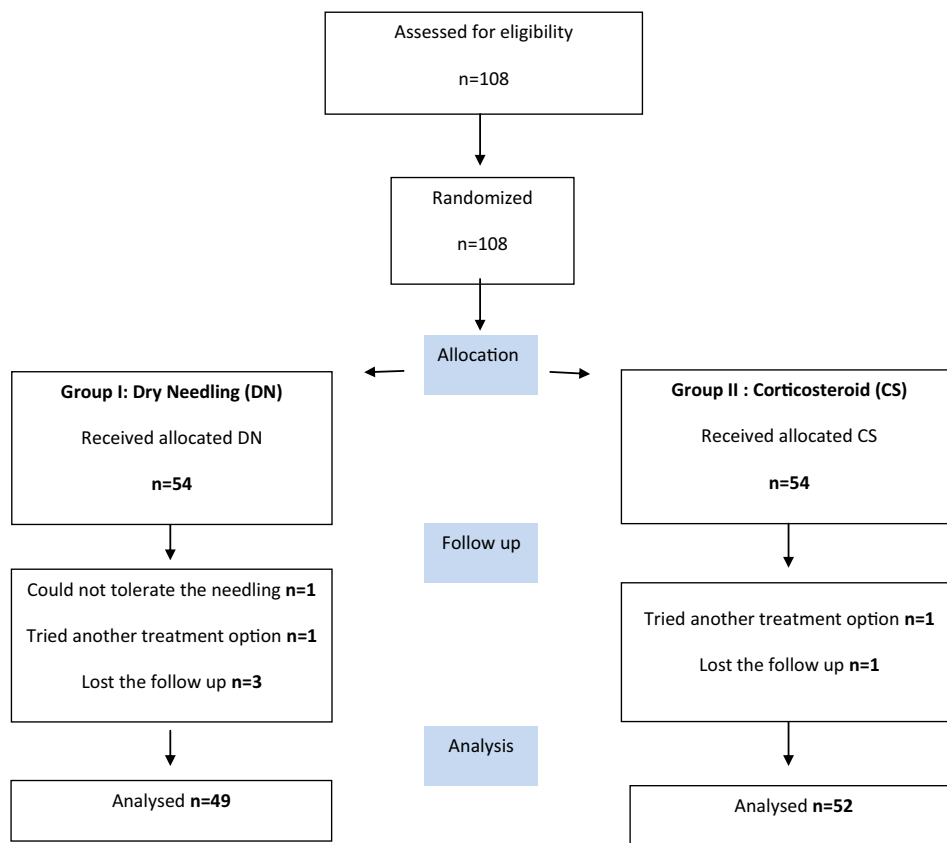 Assessed for eligibility
n=108
Randomized
n=108
Allocation
Group I: Dry Needling (DN)
Received allocated DN
n=54
Group II : Corticosteroid (CS)
Received allocated CS
n=54
Follow up
Could not tolerate the needling n=1
Tried another treatment option n=1
Lost the follow up n=3
Tried another treatment option n=1
Lost the follow up n=1
Analysis
Analysed n=49
Analysed n=52